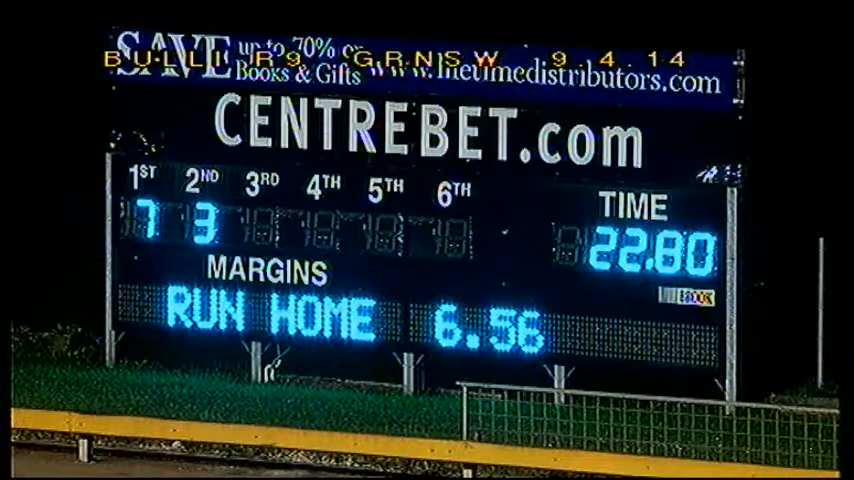 BULLI R9 GRNSW 9.4.14
SAVE up to 70% on
Books & Gifts www.lifetimedistributors.com
CENTREBET.com
1ST 2ND 3RD 4TH 5TH 6TH TIME
7 3 22.80
MARGINS
RUN HOME 6.56